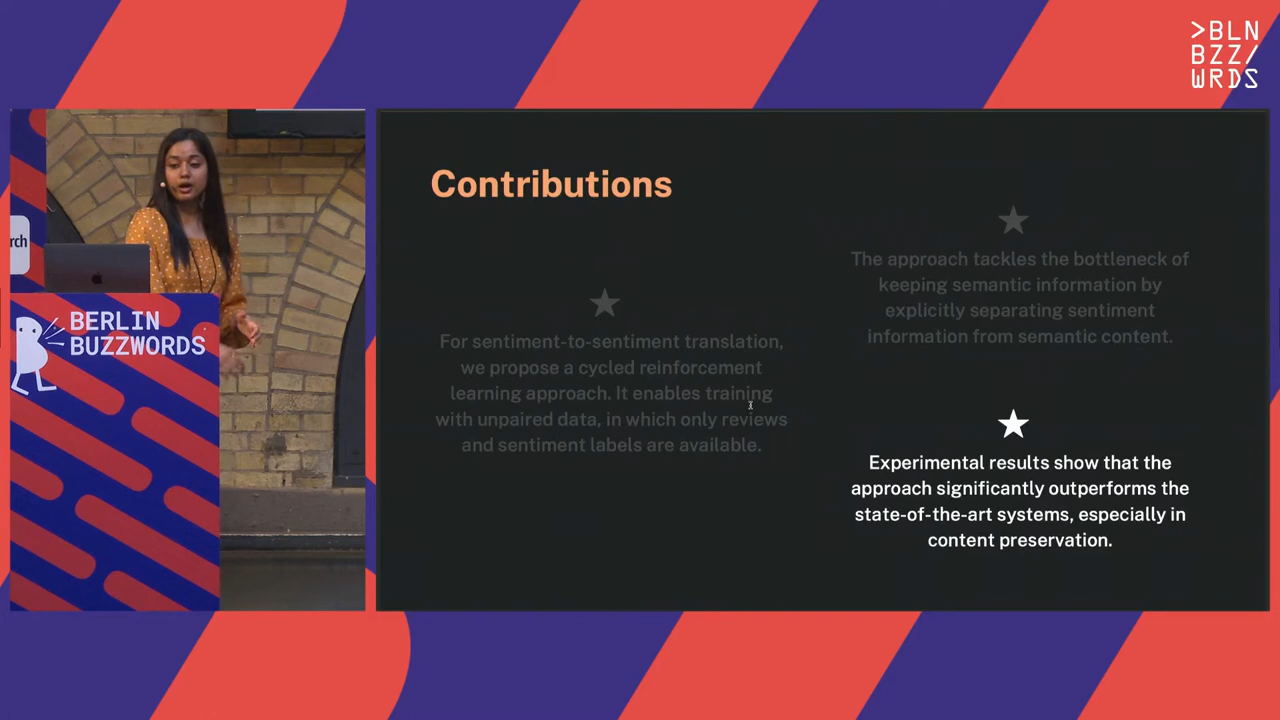 >BLN
BZZ/
WRDS
rch
BERLIN
BUZZWORDS
Contributions
★
For sentiment-to-sentiment translation,
we propose a cycled reinforcement
learning approach. It enables training
with unpaired data, in which only reviews
and sentiment labels are available.
★
The approach tackles the bottleneck of
keeping semantic information by
explicitly separating sentiment
information from semantic content.
★
Experimental results show that the
approach significantly outperforms the
state-of-the-art systems, especially in
content preservation.